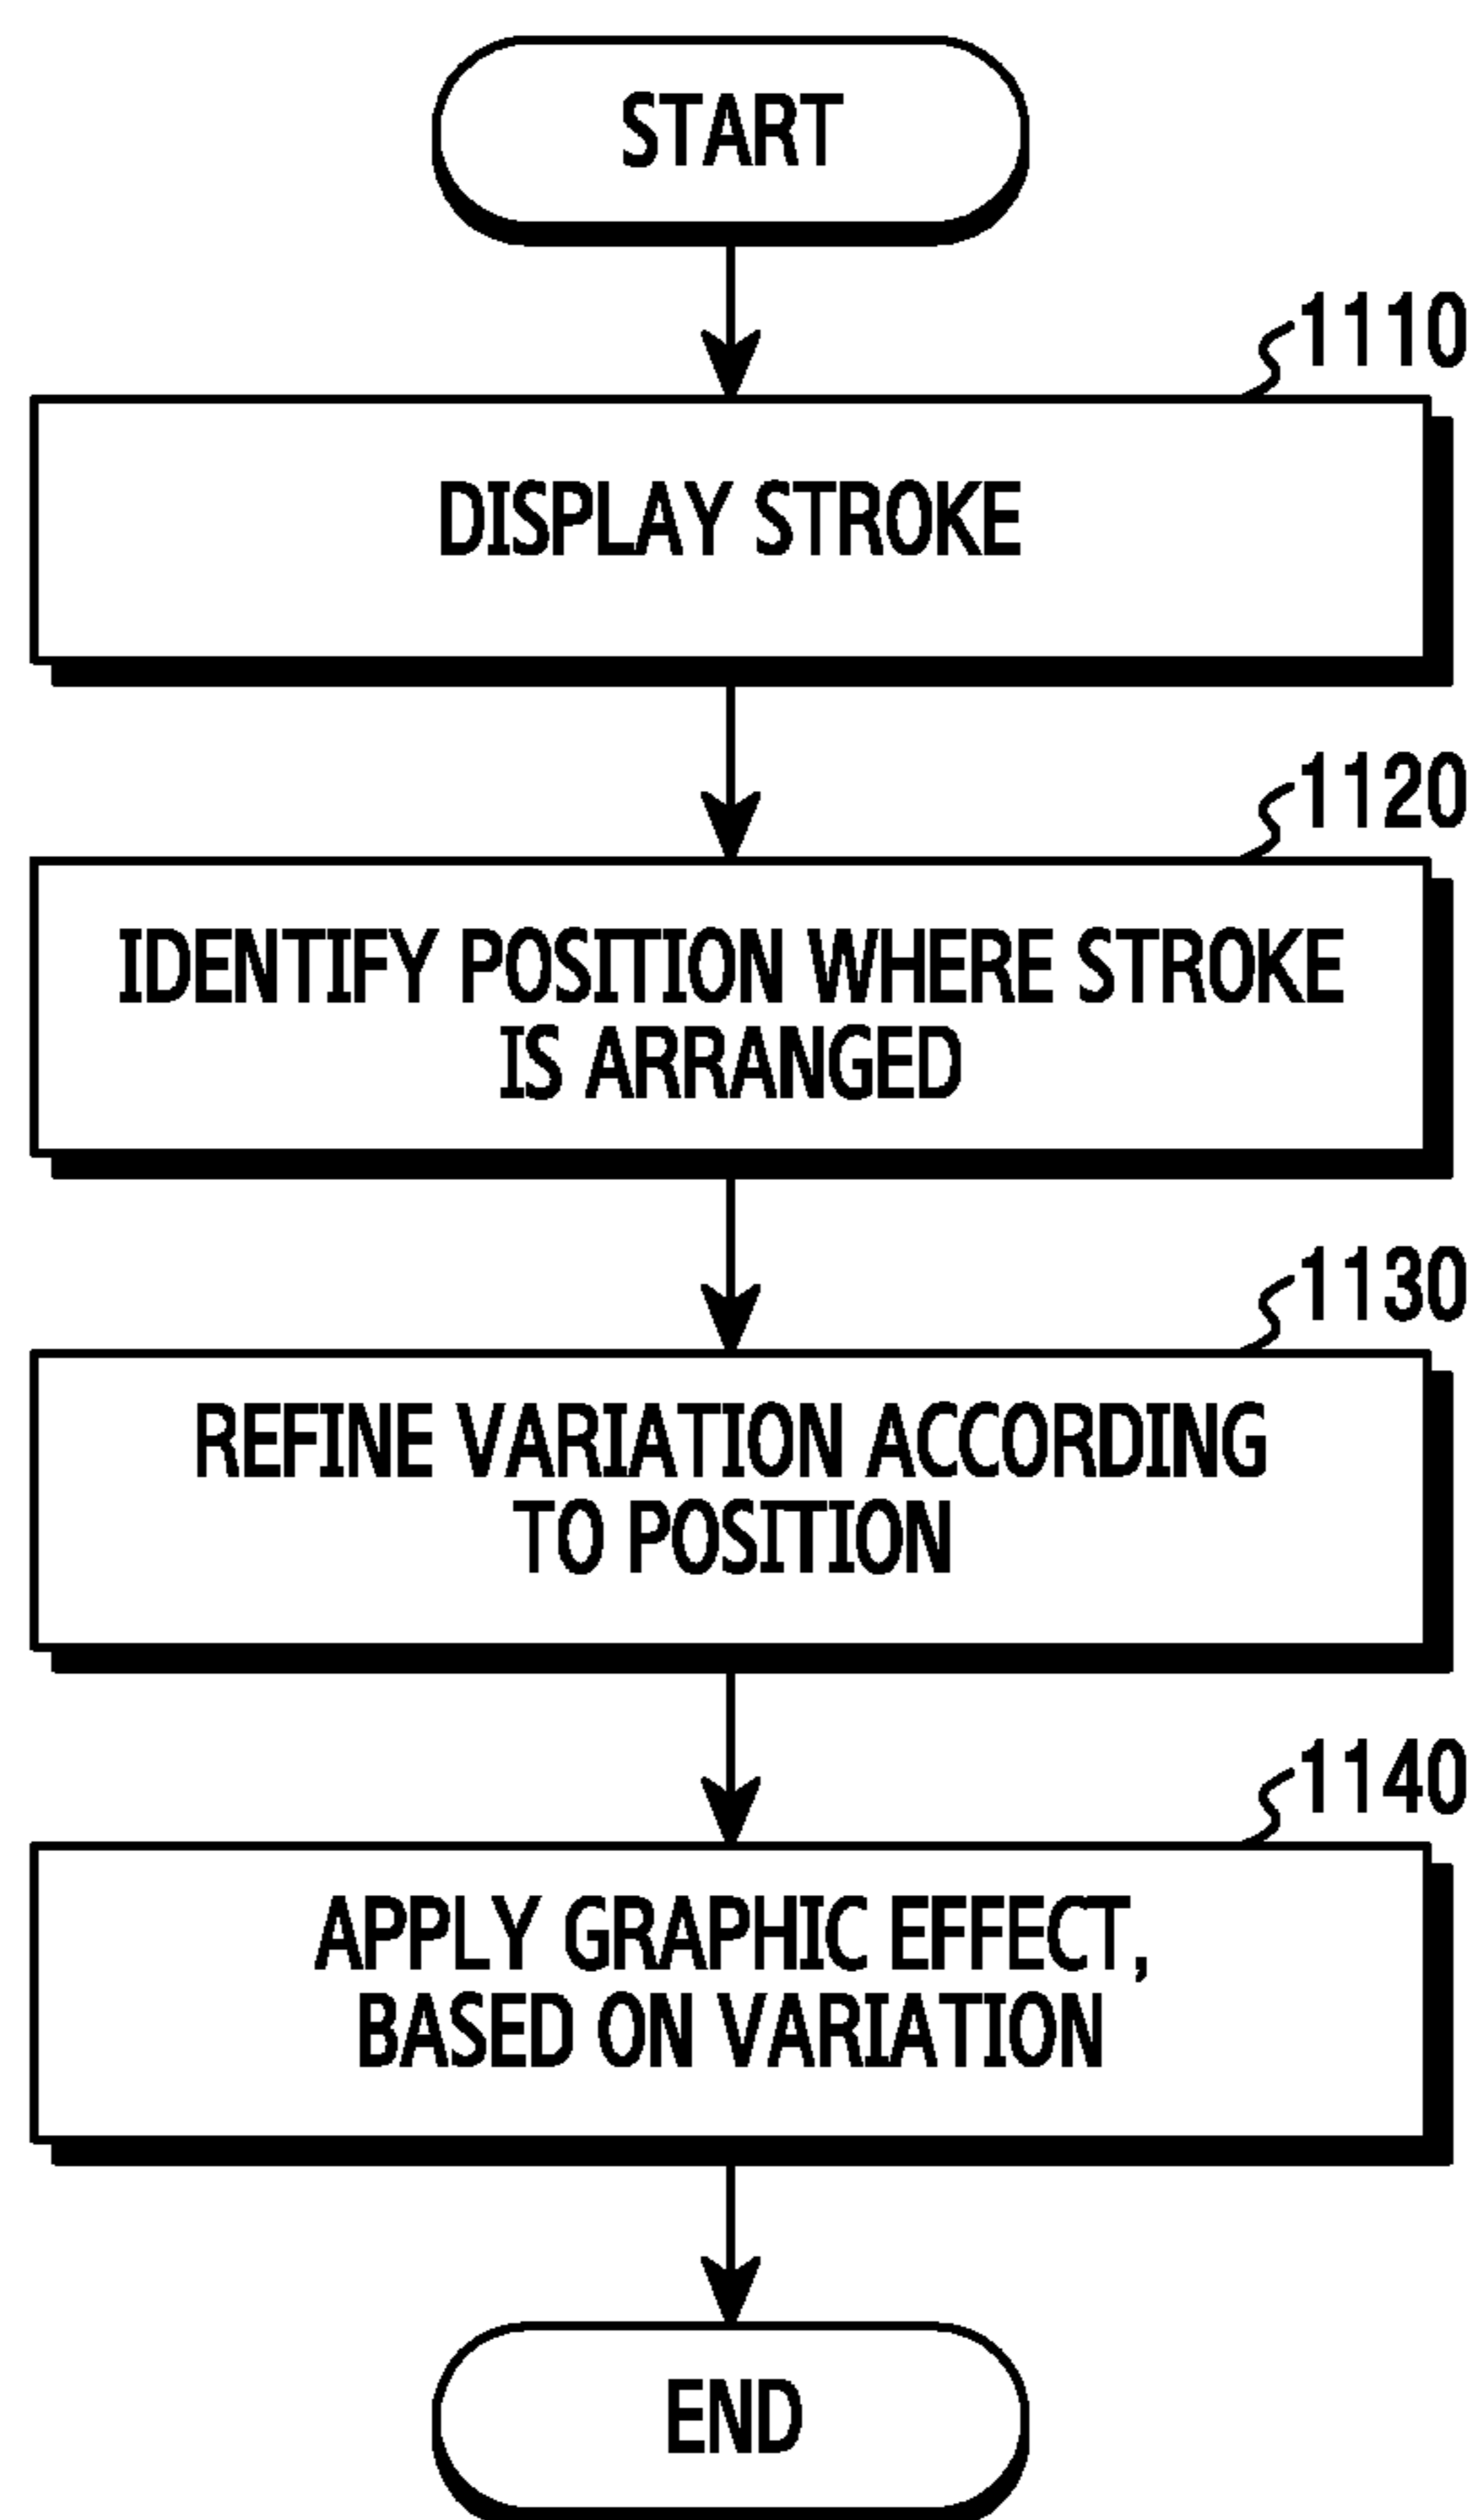 START
1110
DISPLAY STROKE
1120
IDENTIFY POSITION WHERE STROKE
IS ARRANGED
1130
REFINE VARIATION ACCORDING
TO POSITION
1140
APPLY GRAPHIC EFFECT,
BASED ON VARIATION
END